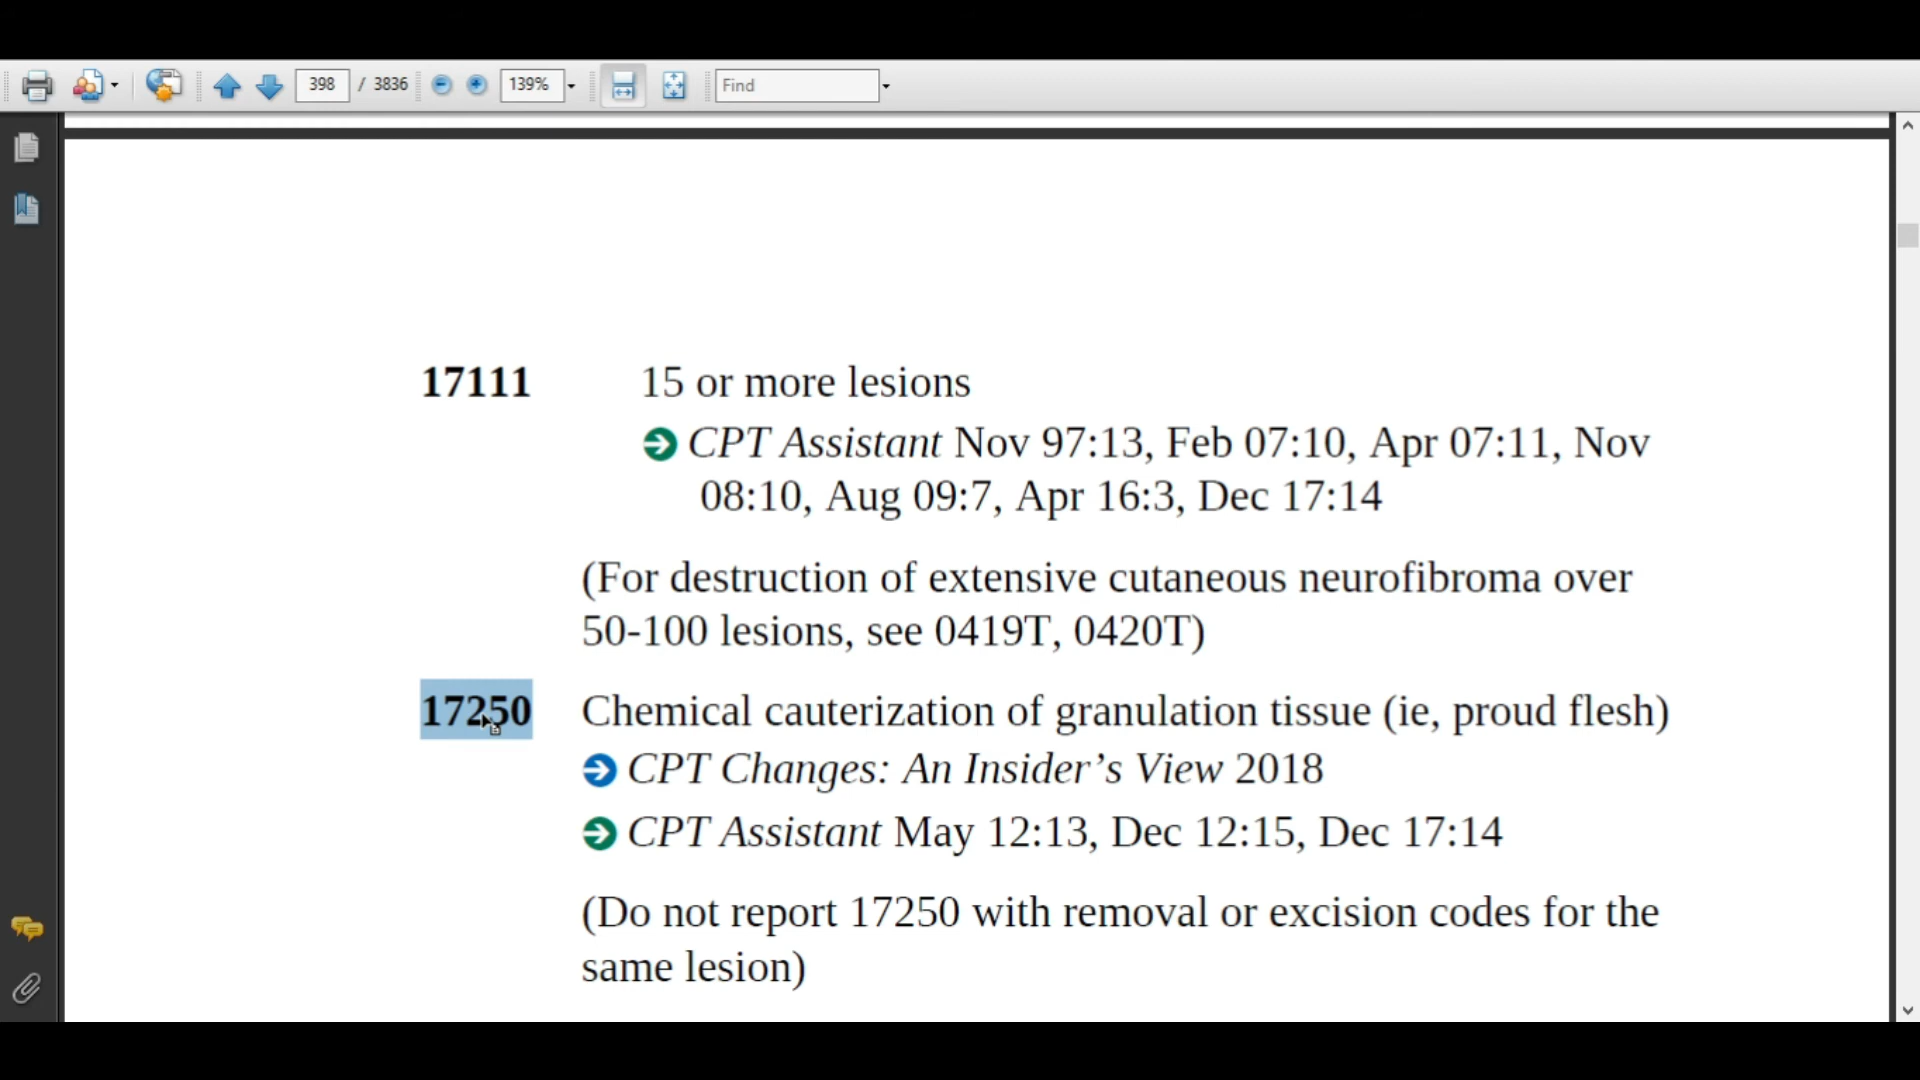 398 / 3836 139% Find
17111 15 or more lesions
CPT Assistant Nov 97:13, Feb 07:10, Apr 07:11, Nov
08:10, Aug 09:7, Apr 16:3, Dec 17:14
(For destruction of extensive cutaneous neurofibroma over
50-100 lesions, see 0419T, 0420T)
17250 Chemical cauterization of granulation tissue (ie, proud flesh)
CPT Changes: An Insider’s View 2018
CPT Assistant May 12:13, Dec 12:15, Dec 17:14
(Do not report 17250 with removal or excision codes for the
same lesion)